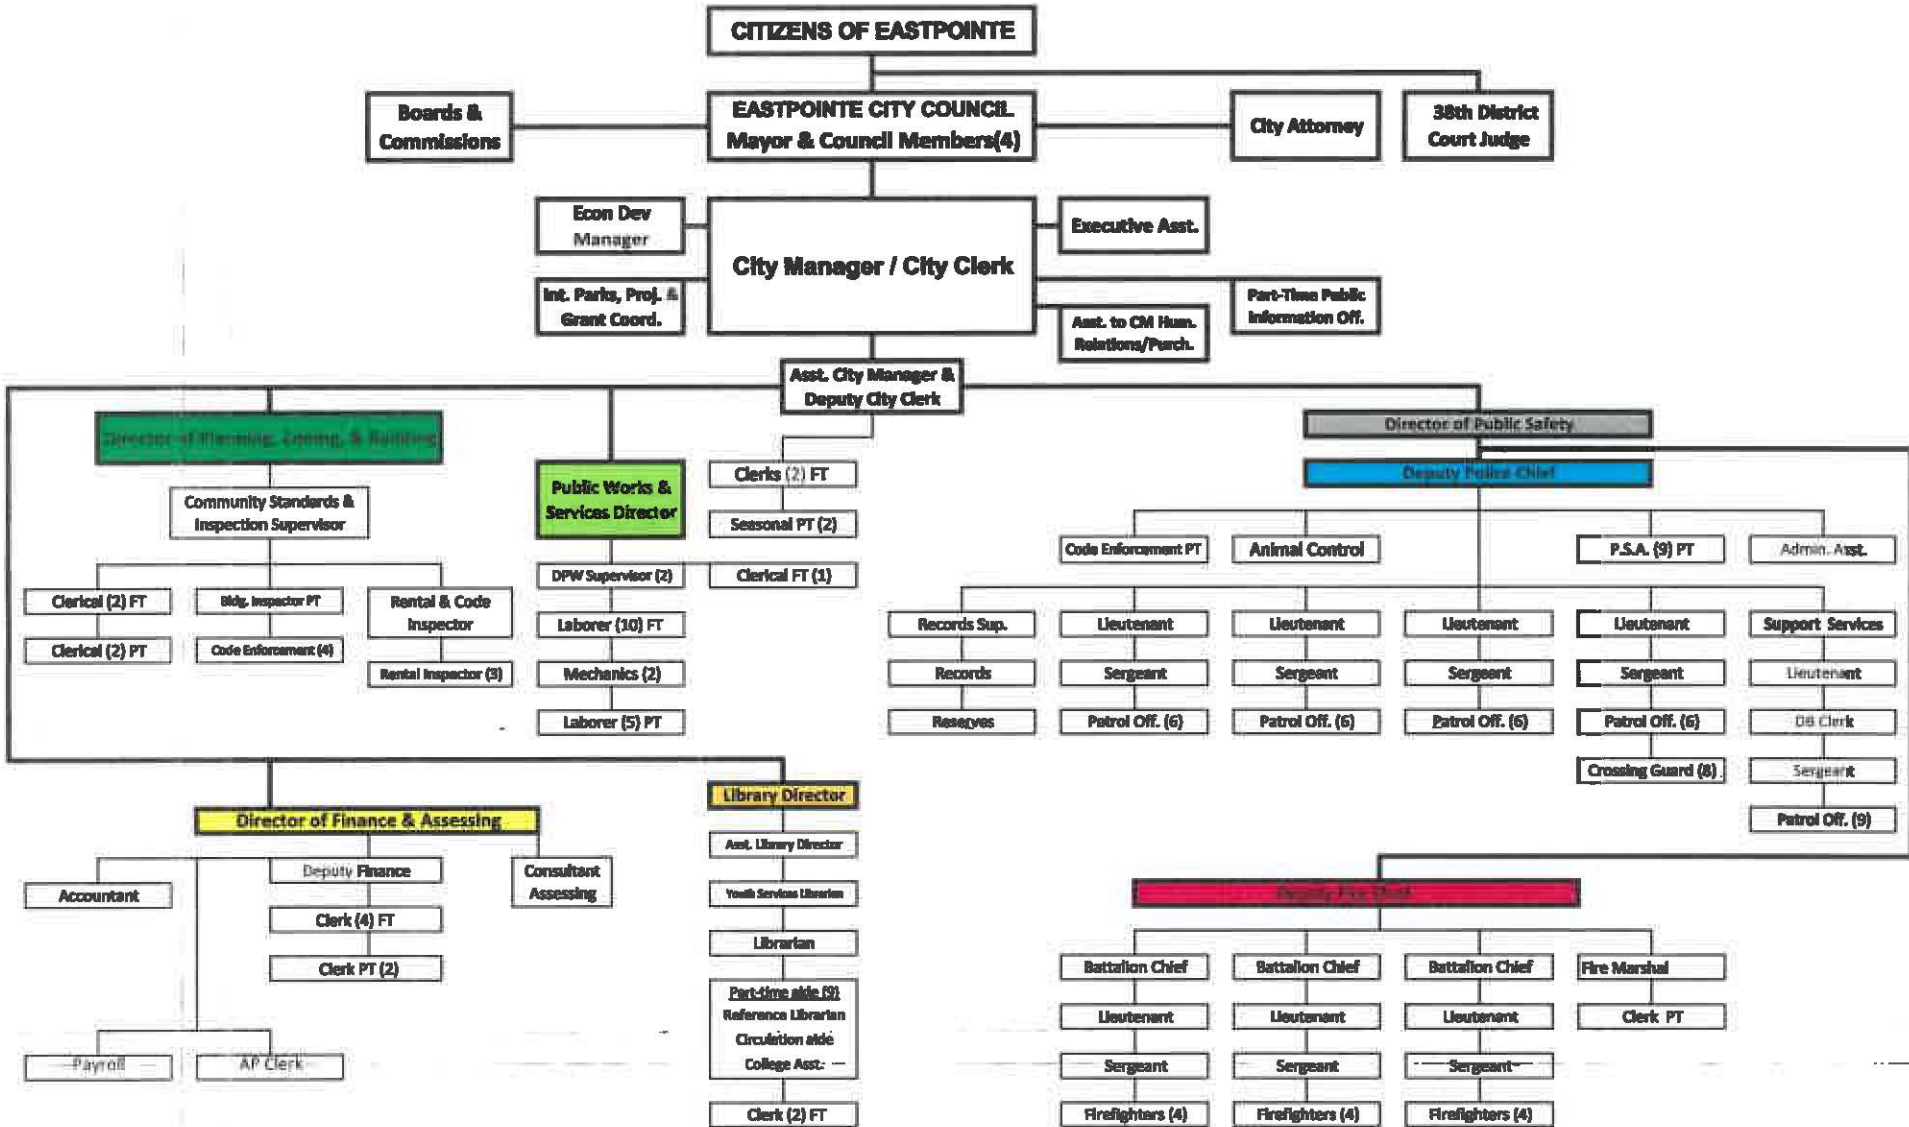 CITIZENS OF EASTPOINTE
Boards &
Commissions
EASTPOINTE CITY COUNCIL
Mayor & Council Members(4)
City Attorney
38th District
Court Judge
Econ Dev
Manager
City Manager / City Clerk
Executive Asst.
Int. Parks, Proj. &
Grant Coord.
Asst. to CM Hum.
Relations/Purch.
Part-Time Public
Information Off.
Asst. City Manager &
Deputy City Clerk
Director of Planning, Zoning, & Building
Community Standards &
Inspection Supervisor
Clerical (2) FT
Clerical (2) PT
Bldg. Inspector PT
Code Enforcement (4)
Rental & Code
Inspector
Rental Inspector (3)
Public Works &
Services Director
DPW Supervisor (2)
Clerical FT (1)
Laborer (10) FT
Mechanics (2)
Laborer (5) PT
Clerks (2) FT
Seasonal PT (2)
Director of Public Safety
Deputy Police Chief
Code Enforcement PT
Animal Control
P.S.A. (9) PT
Admin. Asst.
Records Sup.
Lieutenant
Lieutenant
Lieutenant
Lieutenant
Support Services
Records
Sergeant
Sergeant
Sergeant
Sergeant
Lieutenant
Reserves
Patrol Off. (6)
Patrol Off. (6)
Patrol Off. (6)
Patrol Off. (6)
DB Clerk
Crossing Guard (8)
Sergeant
Patrol Off. (9)
Director of Finance & Assessing
Accountant
Deputy Finance
Consultant
Assessing
Clerk (4) FT
Clerk PT (2)
Payroll
AP Clerk
Library Director
Asst. Library Director
Youth Services Librarian
Librarian
Part-time aide (9)
Reference Librarian
Circulation aide
College Asst.
Clerk (2) FT
Deputy Fire Chief
Battalion Chief
Battalion Chief
Battalion Chief
Fire Marshal
Lieutenant
Lieutenant
Lieutenant
Clerk PT
Sergeant
Sergeant
Sergeant
Firefighters (4)
Firefighters (4)
Firefighters (4)